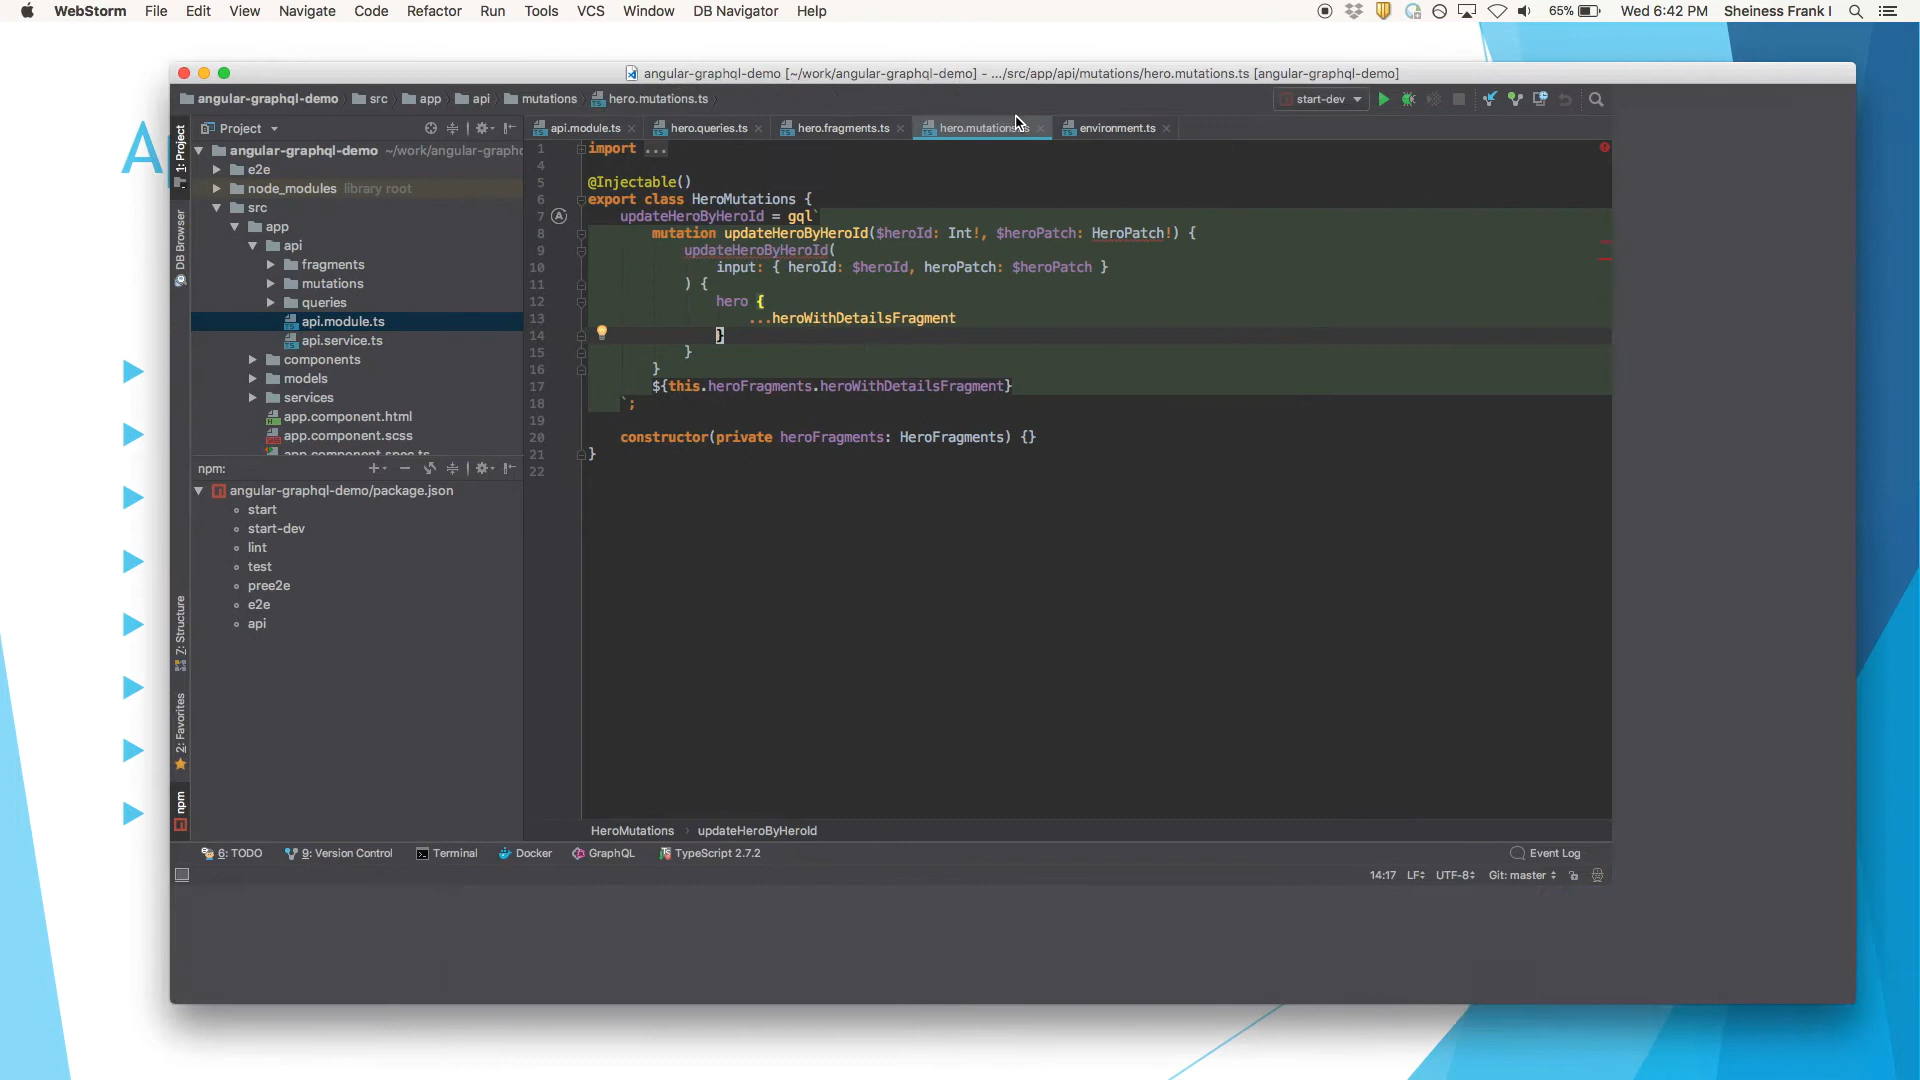 WebStorm File Edit View Navigate Code Refactor Run Tools VCS Window DB Navigator Help 65% Wed 6:42 PM Sheiness Frank I
angular-graphql-demo [~/work/angular-graphql-demo] - .../src/app/api/mutations/hero.mutations.ts [angular-graphql-demo]
angular-graphql-demo src app api mutations hero.mutations.ts start-dev
Project
api.module.ts hero.queries.ts hero.fragments.ts hero.mutations.ts environment.ts
1: Project
DB Browser
7: Structure
2: Favorites
npm
angular-graphql-demo ~/work/angular-graphq
e2e
node_modules library root
src
app
api
fragments
mutations
queries
api.module.ts
api.service.ts
components
models
services
app.component.html
app.component.scss
app.component.spec.ts
npm:
angular-graphql-demo/package.json
start
start-dev
lint
test
pree2e
e2e
api
1 import ...
4
5 @Injectable()
6 export class HeroMutations {
7 updateHeroByHeroId = gql`
8 mutation updateHeroByHeroId($heroId: Int!, $heroPatch: HeroPatch!) {
9 updateHeroByHeroId(
10 input: { heroId: $heroId, heroPatch: $heroPatch }
11 ) {
12 hero {
13 ...heroWithDetailsFragment
14 }
15 }
16 }
17 ${this.heroFragments.heroWithDetailsFragment}
18 `;
19
20 constructor(private heroFragments: HeroFragments) {}
21 }
22
HeroMutations › updateHeroByHeroId
6: TODO 9: Version Control Terminal Docker GraphQL TypeScript 2.7.2 Event Log
14:17 LF UTF-8 Git: master